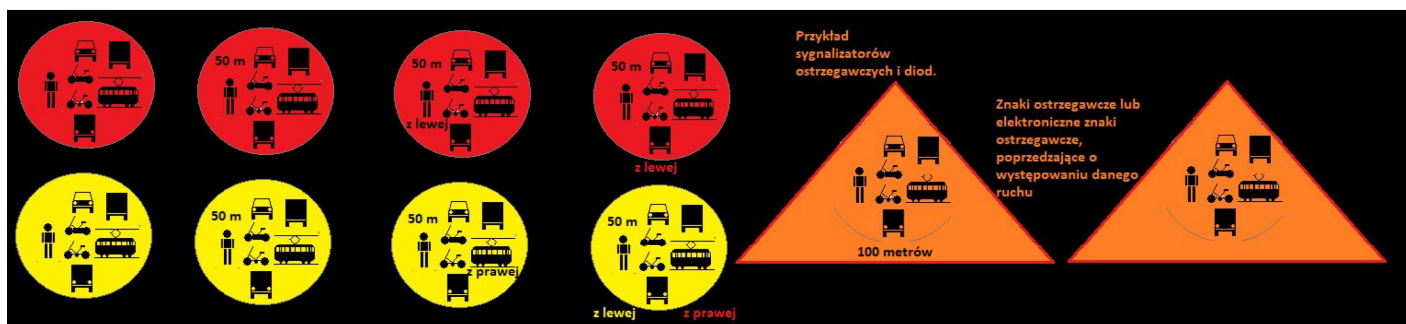 50 m
50 m
z lewej
50 m
z lewej
50 m
50 m
z prawej
50 m
z lewej
z prawej
Przykład
sygnalizatorów
ostrzegawczych i diod.
100 metrów
Znaki ostrzegawcze lub
elektroniczne znaki
ostrzegawcze,
poprzedzające o
występowaniu danego
ruchu